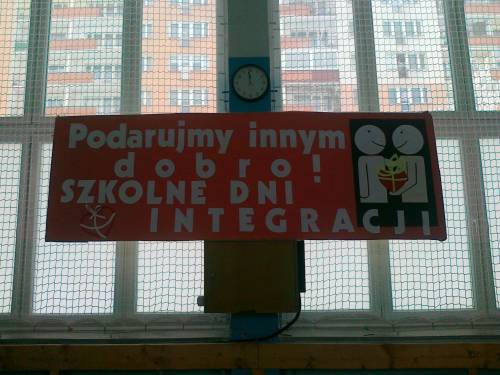 Podarujmy innym
dobro!
SZKOLNE DNI
INTEGRACJI